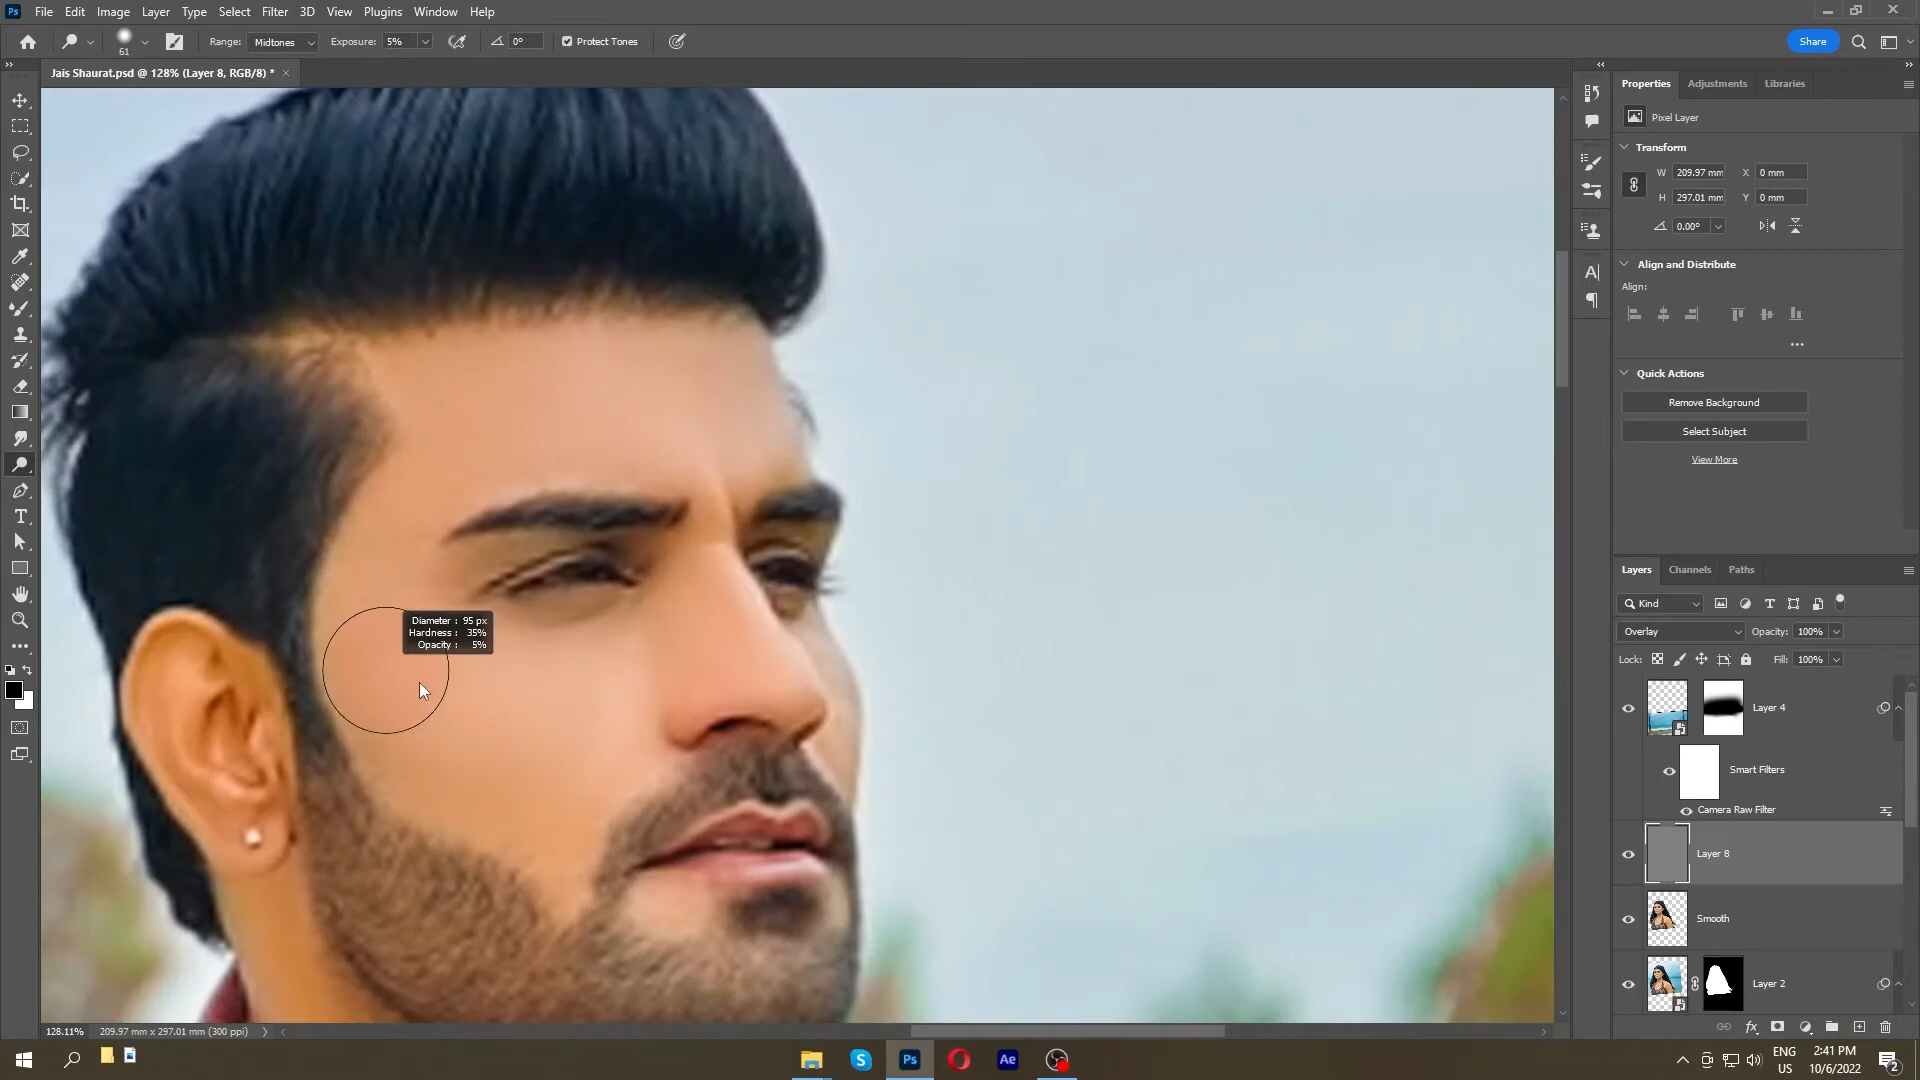 Ps File Edit Image Layer Type Select Filter 3D View Plugins Window Help
61 Range: Midtones Exposure: 5% 0° Protect Tones Share
Jais Shaurat.psd @ 128% (Layer 8, RGB/8) *
Properties Adjustments Libraries
Pixel Layer
Transform
W 209.97 mm X 0 mm
H 297.01 mm Y 0 mm
0.00°
Align and Distribute
Align:
Quick Actions
Remove Background
Select Subject
View More
Diameter : 95 px
Hardness : 35%
Opacity : 5%
Layers Channels Paths
Kind
Overlay Opacity: 100%
Lock: Fill: 100%
Layer 4
Smart Filters
Camera Raw Filter
Layer 8
Smooth
Layer 2
128.11% 209.97 mm x 297.01 mm (300 ppi)
S Ps Ae
ENG 2:41 PM
US 10/6/2022 2